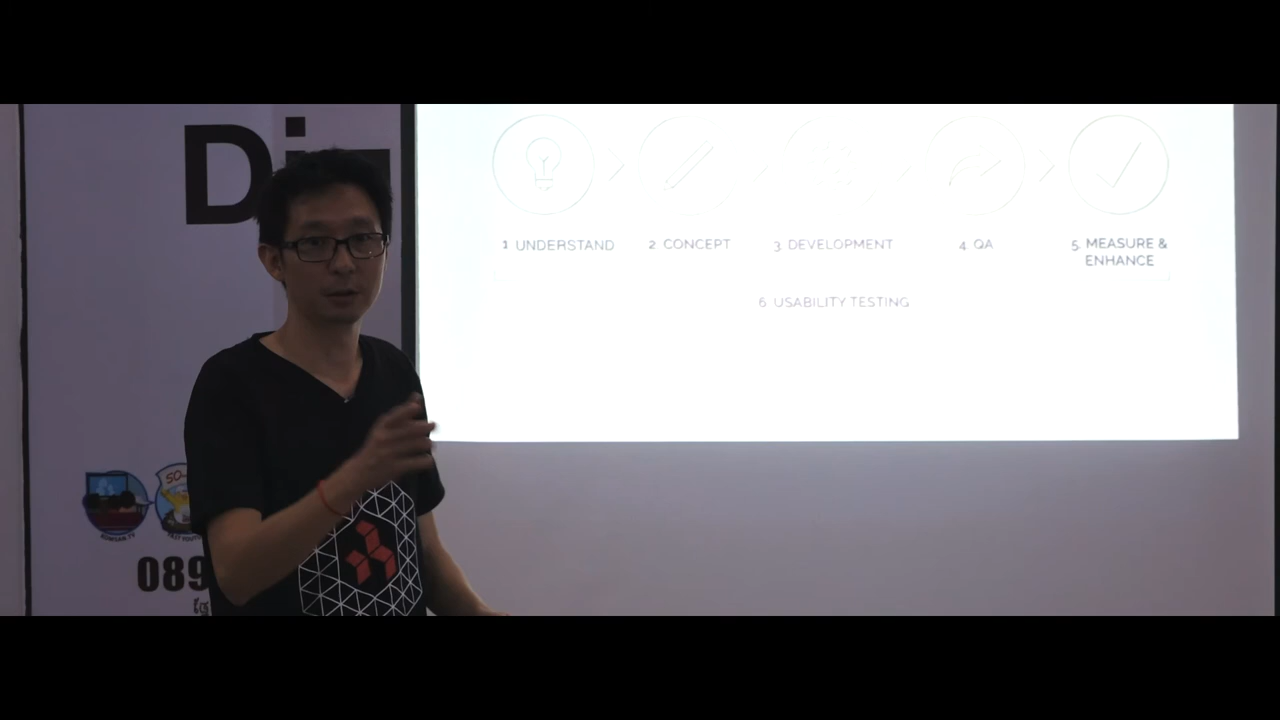 Di
1 UNDERSTAND
2 CONCEPT
3. DEVELOPMENT
4. QA
5. MEASURE &
ENHANCE
6 USABILITY TESTING
089